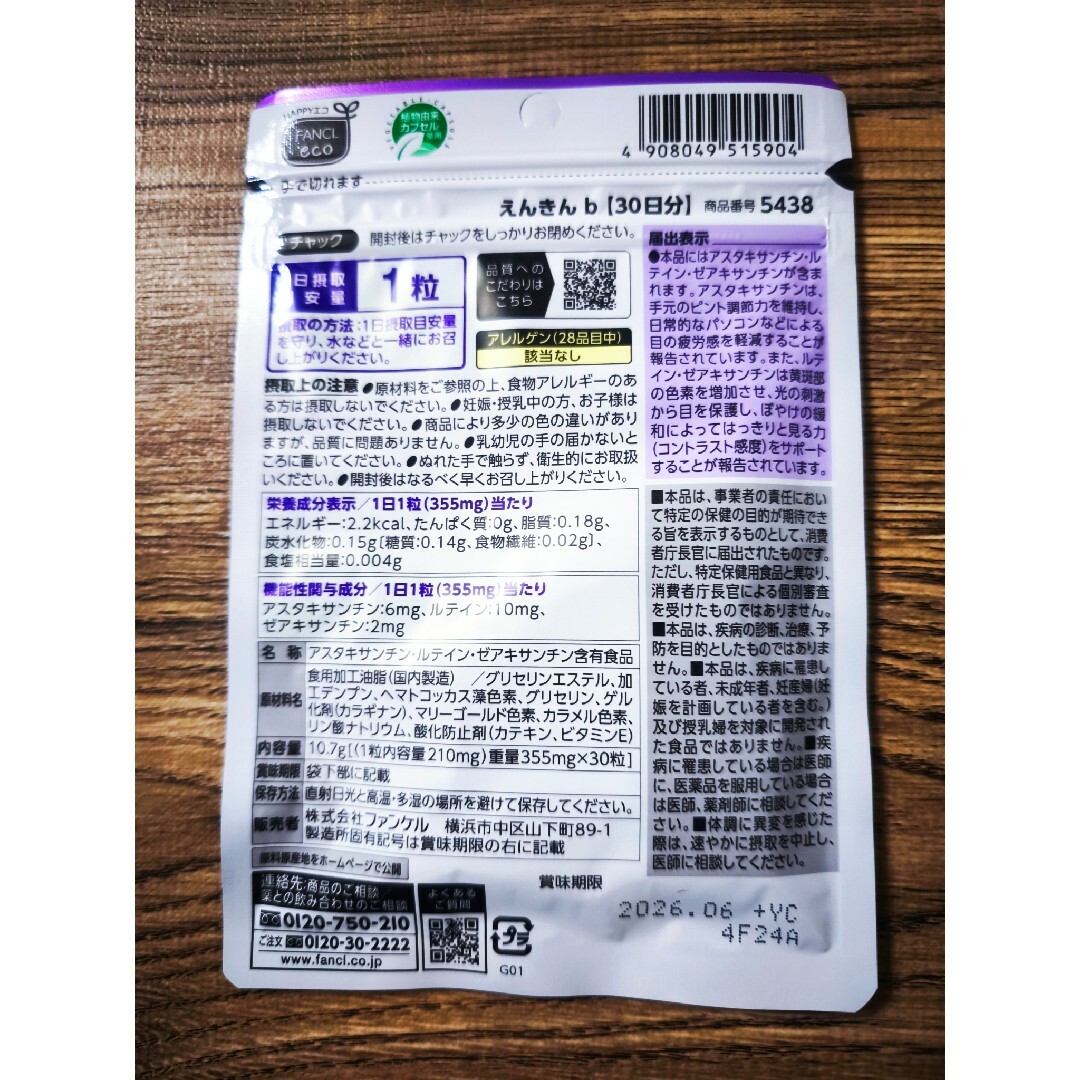 HAPPYエコ
FANCL
eco
植物由来
カプセル
使用
4 908049 515904
手で切れます
えんきん b【30日分】 商品番号 5438
チャック 開封後はチャックをしっかりお閉めください。
日摂取
安量
1粒
摂取の方法:1日摂取目安量
を守り、水などと一緒にお召
し上がりください。
品質への
こだわりは
こちら
アレルゲン(28品目中)
該当なし
摂取上の注意 ●原材料をご参照の上、食物アレルギーのあ
る方は摂取しないでください。●妊娠・授乳中の方、お子様は
摂取しないでください。●商品により多少の色の違いがあり
ますが、品質に問題ありません。●乳幼児の手の届かないと
ころに置いてください。●ぬれた手で触らず、衛生的にお取扱
いください。●開封後はなるべく早くお召し上がりください。
栄養成分表示/1日1粒(355mg)当たり
エネルギー:2.2kcal、たんぱく質:0g、脂質:0.18g、
炭水化物:0.15g〔糖質:0.14g、食物繊維:0.02g〕、
食塩相当量:0.004g
機能性関与成分/1日1粒(355mg)当たり
アスタキサンチン:6mg、ルテイン:10mg、
ゼアキサンチン:2mg
名 称 アスタキサンチン・ルテイン・ゼアキサンチン含有食品
原材料名 食用加工油脂(国内製造) /グリセリンエステル、加
工デンプン、ヘマトコッカス藻色素、グリセリン、ゲル
化剤(カラギナン)、マリーゴールド色素、カラメル色素、
リン酸ナトリウム、酸化防止剤(カテキン、ビタミンE)
内容量 10.7g[(1粒内容量210mg)重量355mg×30粒]
賞味期限 袋下部に記載
保存方法 直射日光と高温・多湿の場所を避けて保存してください。
販売者 株式会社ファンケル 横浜市中区山下町89-1
製造所固有記号は賞味期限の右に記載
原料原産地をホームページで公開
連絡先:商品のご相談
薬との飲み合わせのご相談
0120-750-210
ご注文 0120-30-2222
www.fancl.co.jp
よくある
ご質問
プラ
G01
届出表示
●本品にはアスタキサンチン・ル
テイン・ゼアキサンチンが含ま
れます。アスタキサンチンは、
手元のピント調節力を維持し、
日常的なパソコンなどによる
目の疲労感を軽減することが
報告されています。また、ルテ
イン・ゼアキサンチンは黄斑部
の色素を増加させ、光の刺激
から目を保護し、ぼやけの緩
和によってはっきりと見る力
(コントラスト感度)をサポート
することが報告されています。
■本品は、事業者の責任におい
て特定の保健の目的が期待でき
る旨を表示するものとして、消費
者庁長官に届出されたものです。
ただし、特定保健用食品と異なり、
消費者庁長官による個別審査
を受けたものではありません。
■本品は、疾病の診断、治療、予
防を目的としたものではありま
せん。■本品は、疾病に罹患し
ている者、未成年者、妊産婦(妊
娠を計画している者を含む。)
及び授乳婦を対象に開発され
た食品ではありません。■疾
病に罹患している場合は医師
に、医薬品を服用している場合
は医師、薬剤師に相談してくだ
さい。■体調に異変を感じた
際は、速やかに摂取を中止し、
医師に相談してください。
賞味期限
2026.06 +YC
4F24A